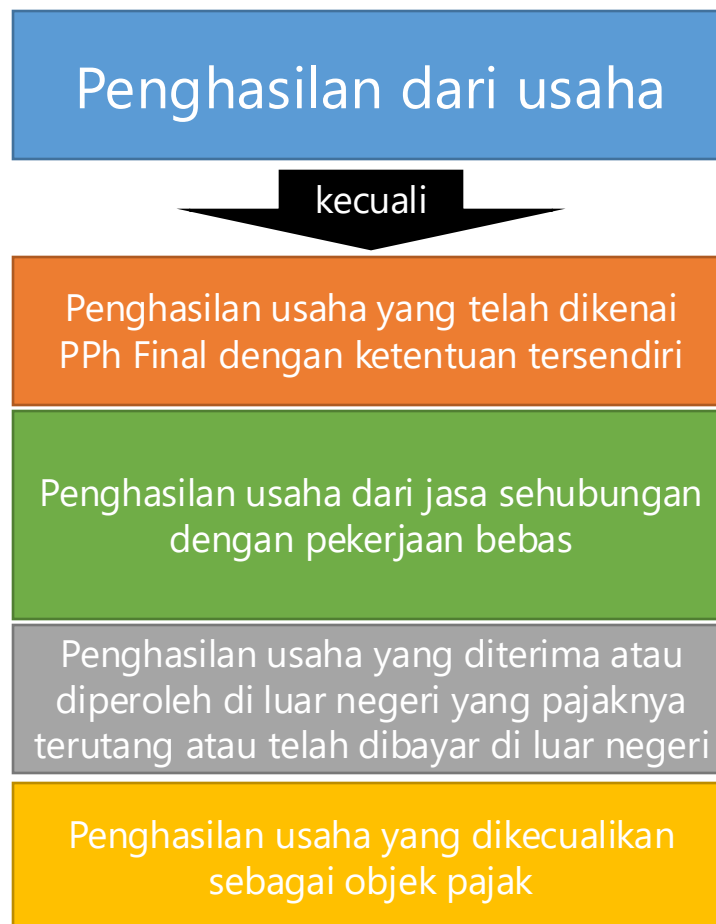 Penghasilan dari usaha
kecuali
Penghasilan usaha yang telah dikenai
PPh Final dengan ketentuan tersendiri
Penghasilan usaha dari jasa sehubungan
dengan pekerjaan bebas
Penghasilan usaha yang diterima atau
diperoleh di luar negeri yang pajaknya
terutang atau telah dibayar di luar negeri
Penghasilan usaha yang dikecualikan
sebagai objek pajak